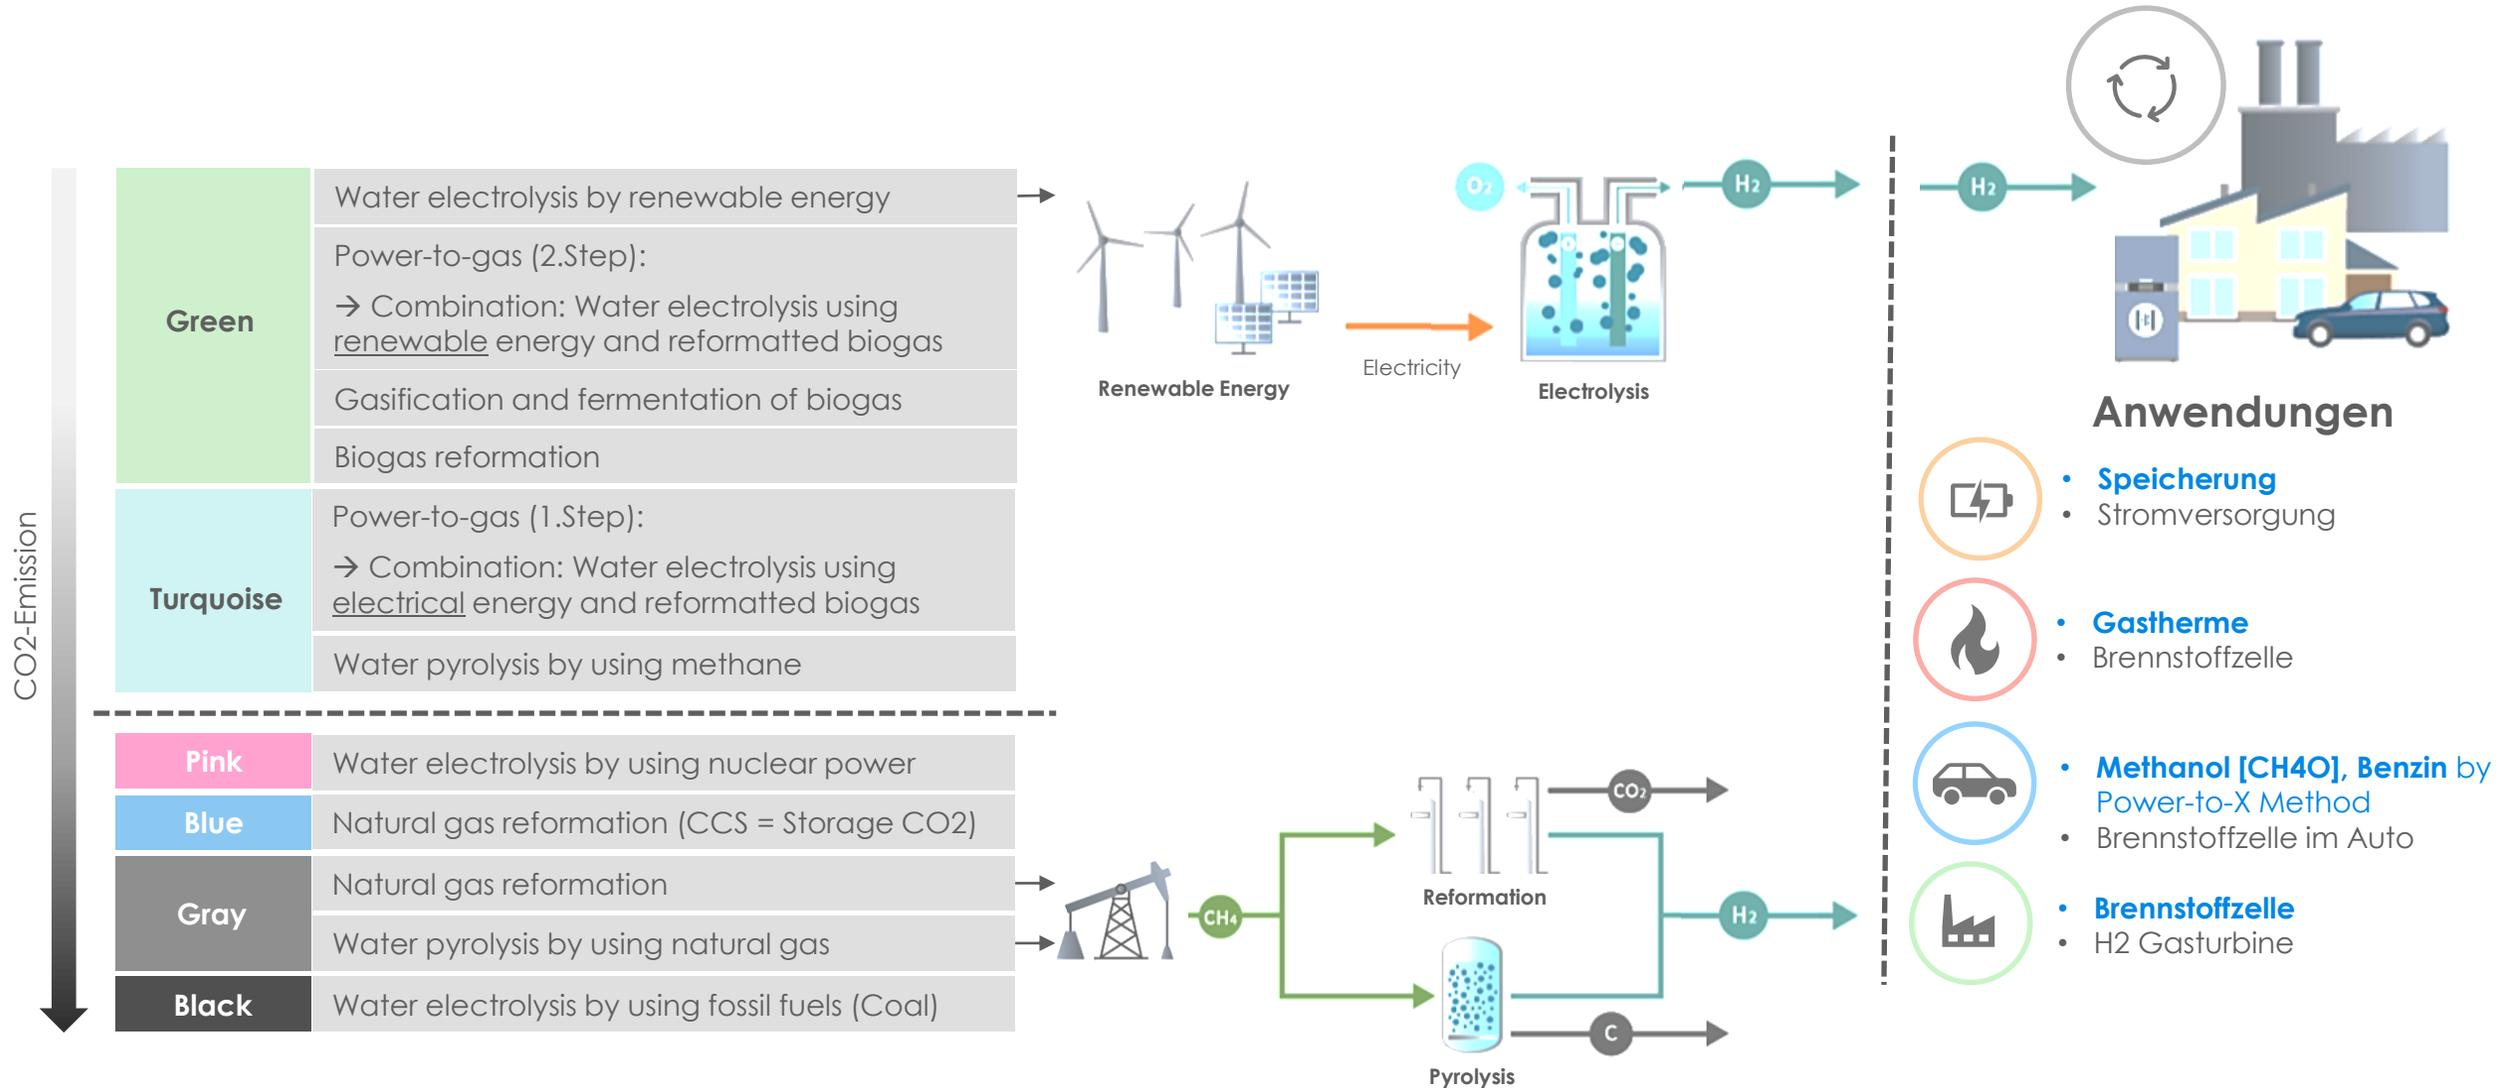 CO2-Emission
Green
Water electrolysis by renewable energy
Power-to-gas (2.Step):
→ Combination: Water electrolysis using
renewable energy and reformatted biogas
Gasification and fermentation of biogas
Biogas reformation
Turquoise
Power-to-gas (1.Step):
→ Combination: Water electrolysis using
electrical energy and reformatted biogas
Water pyrolysis by using methane
Pink
Water electrolysis by using nuclear power
Blue
Natural gas reformation (CCS = Storage CO2)
Gray
Natural gas reformation
Water pyrolysis by using natural gas
Black
Water electrolysis by using fossil fuels (Coal)
Renewable Energy
Electricity
O₂
Electrolysis
H₂
CH₄
Reformation
CO₂
Pyrolysis
C
H₂
H₂
Anwendungen
• Speicherung
• Stromversorgung
• Gastherme
• Brennstoffzelle
• Methanol [CH4O], Benzin by
Power-to-X Method
• Brennstoffzelle im Auto
• Brennstoffzelle
• H2 Gasturbine